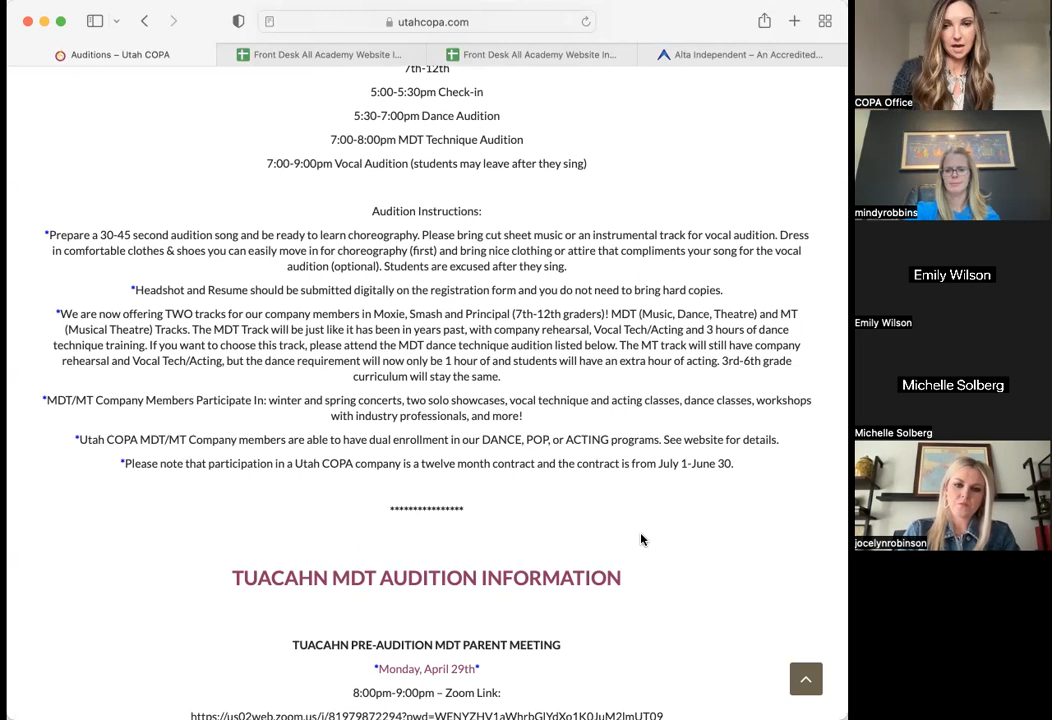 utahcopa.com
Auditions – Utah COPA
Front Desk All Academy Website I...
Front Desk All Academy Website In...
Alta Independent – An Accredited...
7th-12th
5:00-5:30pm Check-in
5:30-7:00pm Dance Audition
7:00-8:00pm MDT Technique Audition
7:00-9:00pm Vocal Audition (students may leave after they sing)
Audition Instructions:
*Prepare a 30-45 second audition song and be ready to learn choreography. Please bring cut sheet music or an instrumental track for vocal audition. Dress
in comfortable clothes & shoes you can easily move in for choreography (first) and bring nice clothing or attire that compliments your song for the vocal
audition (optional). Students are excused after they sing.
*Headshot and Resume should be submitted digitally on the registration form and you do not need to bring hard copies.
*We are now offering TWO tracks for our company members in Moxie, Smash and Principal (7th-12th graders)! MDT (Music, Dance, Theatre) and MT
(Musical Theatre) Tracks. The MDT Track will be just like it has been in years past, with company rehearsal, Vocal Tech/Acting and 3 hours of dance
technique training. If you want to choose this track, please attend the MDT dance technique audition listed below. The MT track will still have company
rehearsal and Vocal Tech/Acting, but the dance requirement will now only be 1 hour of and students will have an extra hour of acting. 3rd-6th grade
curriculum will stay the same.
*MDT/MT Company Members Participate In: winter and spring concerts, two solo showcases, vocal technique and acting classes, dance classes, workshops
with industry professionals, and more!
*Utah COPA MDT/MT Company members are able to have dual enrollment in our DANCE, POP, or ACTING programs. See website for details.
*Please note that participation in a Utah COPA company is a twelve month contract and the contract is from July 1-June 30.
****************
TUACAHN MDT AUDITION INFORMATION
TUACAHN PRE-AUDITION MDT PARENT MEETING
*Monday, April 29th*
8:00pm-9:00pm – Zoom Link:
COPA Office
mindyrobbins
Emily Wilson
Emily Wilson
Michelle Solberg
Michelle Solberg
jocelynrobinson